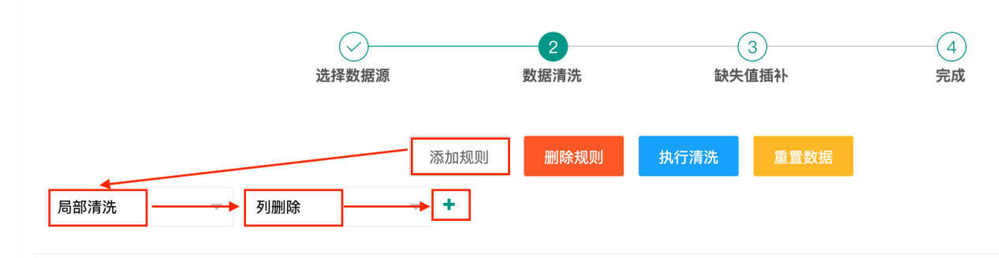 2 3 4
选择数据源 数据清洗 缺失值插补 完成
添加规则 删除规则 执行清洗 重置数据
局部清洗 列删除 +